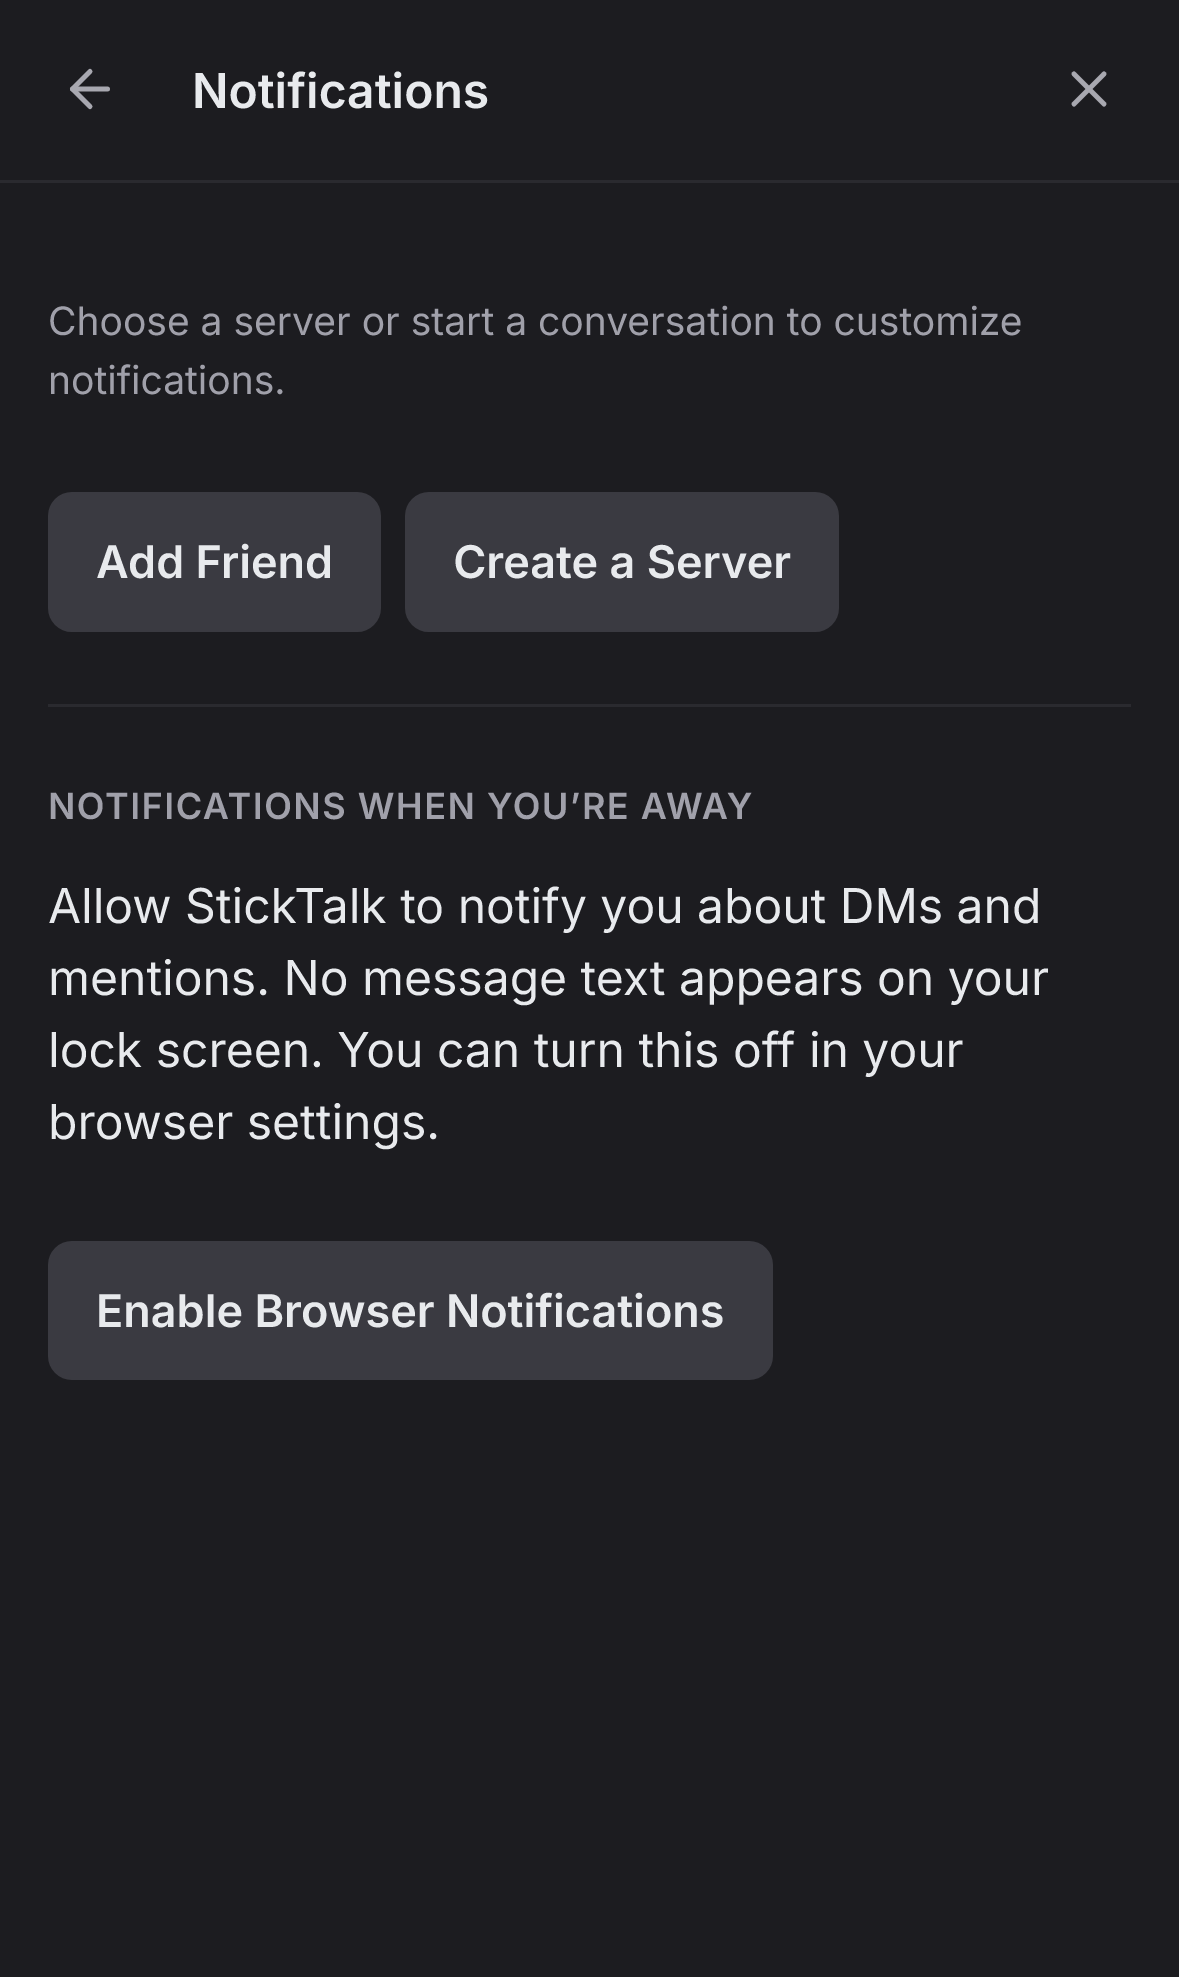 Notifications
Choose a server or start a conversation to customize
notifications.
Add Friend
Create a Server
NOTIFICATIONS WHEN YOU’RE AWAY
Allow StickTalk to notify you about DMs and
mentions. No message text appears on your
lock screen. You can turn this off in your
browser settings.
Enable Browser Notifications